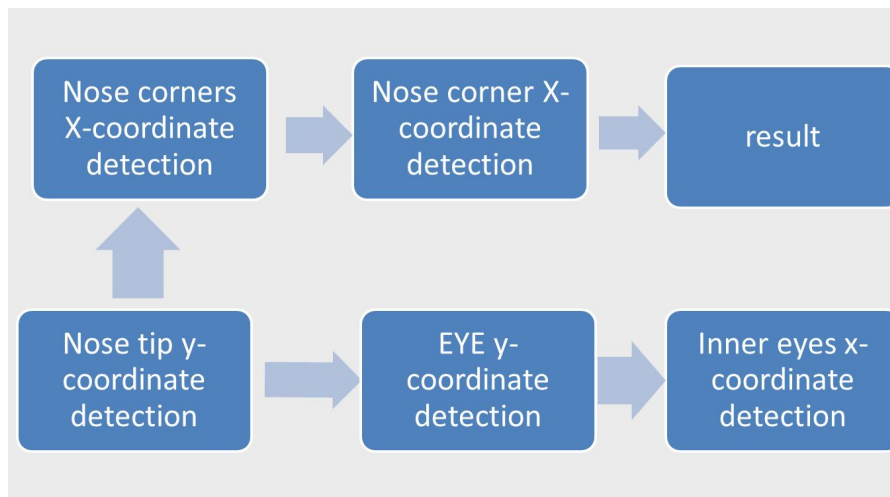 Nose corners
X-coordinate
detection
Nose corner X-
coordinate
detection
result
Nose tip y-
coordinate
detection
EYE y-
coordinate
detection
Inner eyes x-
coordinate
detection